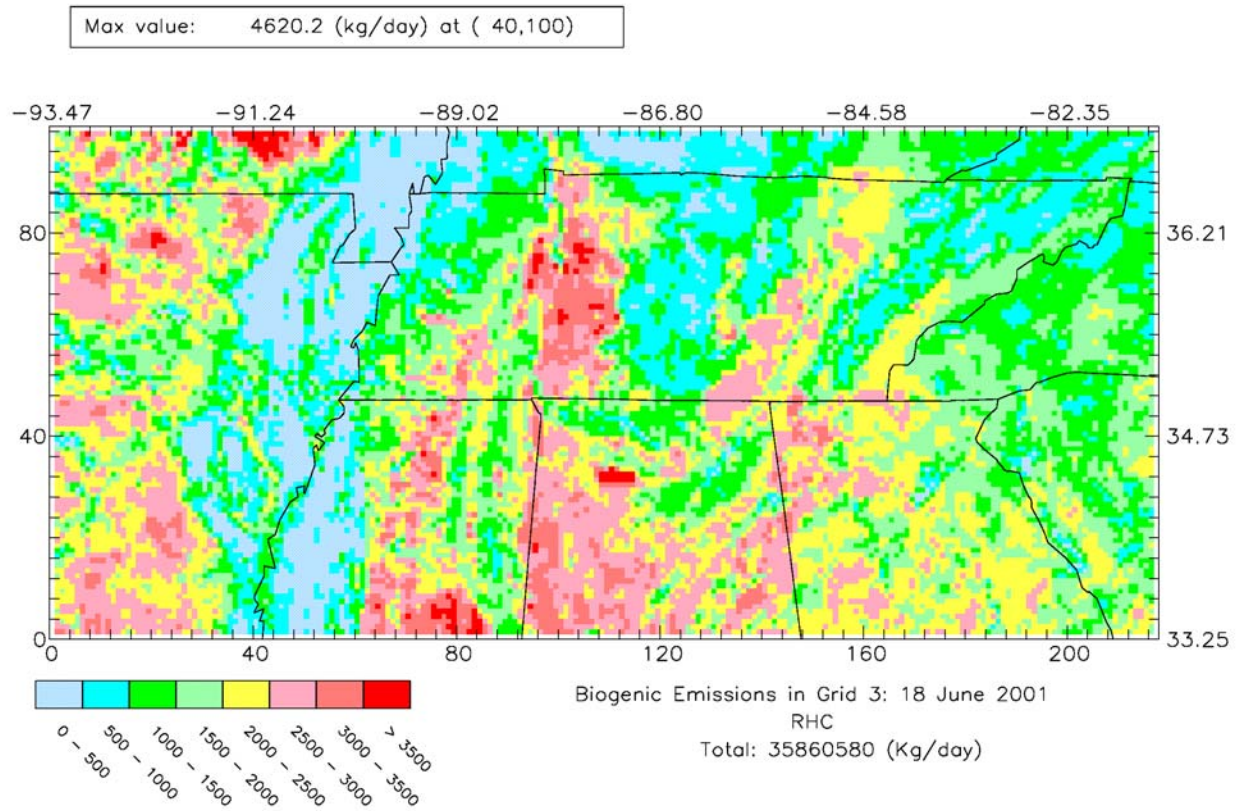 Max value: 4620.2 (kg/day) at ( 40,100)
-93.47 -91.24 -89.02 -86.80 -84.58 -82.35
80 36.21
40 34.73
0 33.25
0 40 80 120 160 200
0 - 500
500 - 1000
1000 - 1500
1500 - 2000
2000 - 2500
2500 - 3000
3000 - 3500
> 3500
Biogenic Emissions in Grid 3: 18 June 2001
RHC
Total: 35860580 (Kg/day)